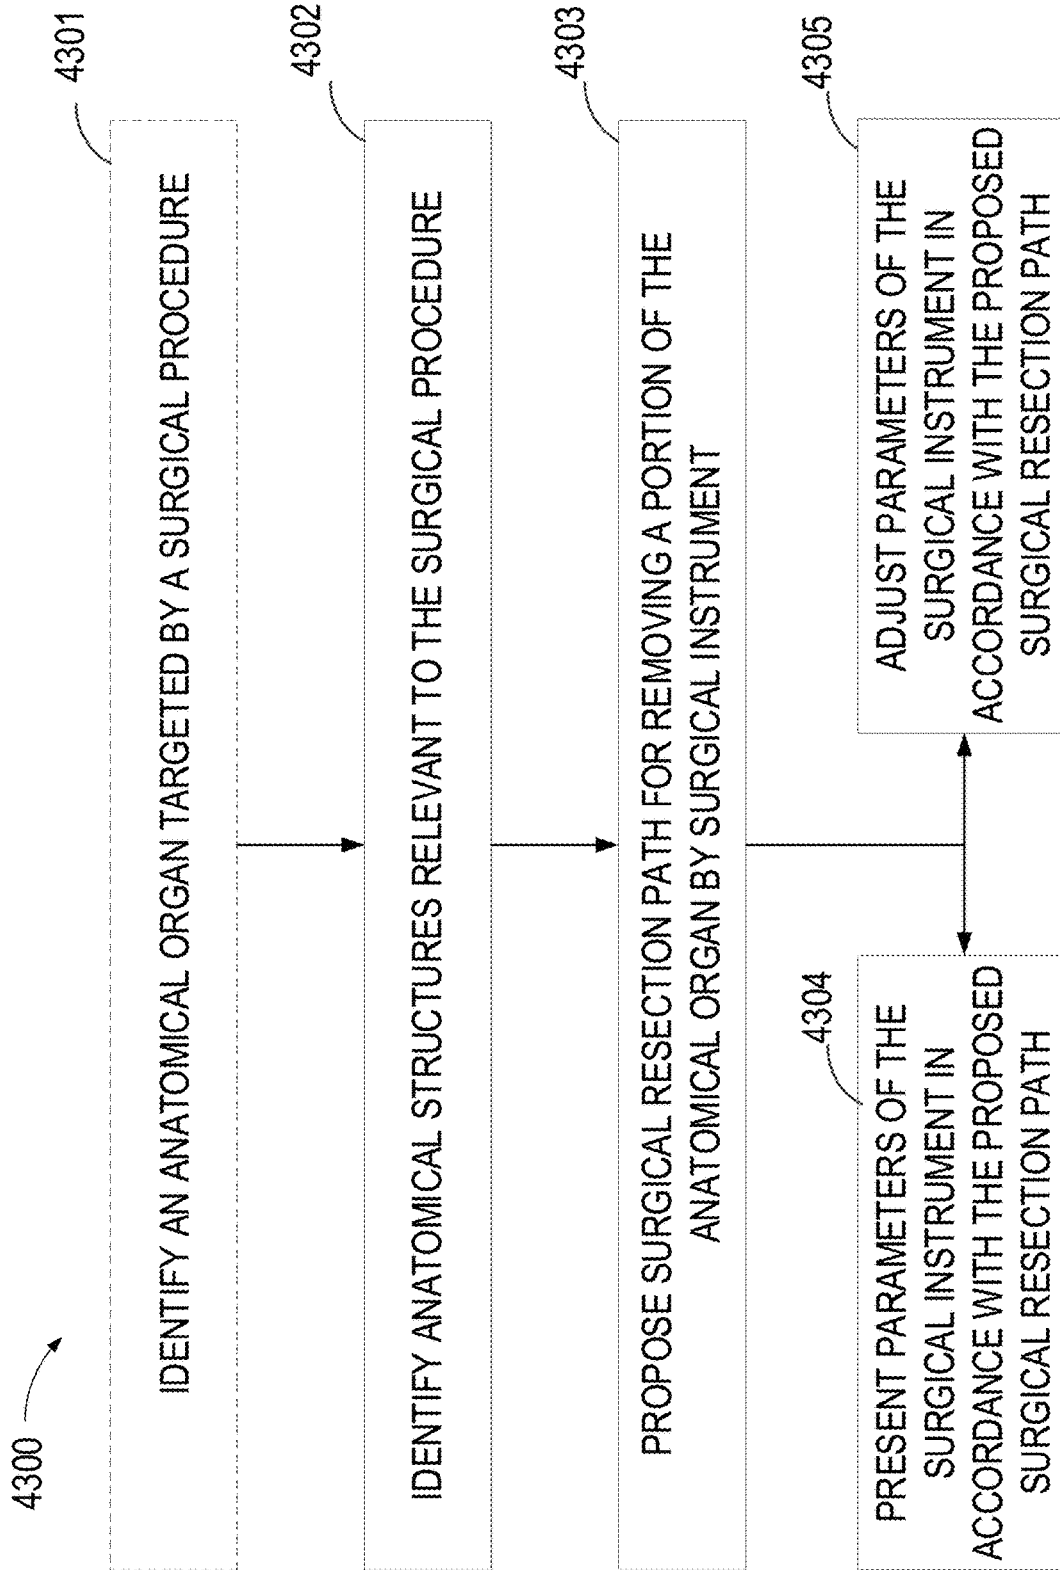 4300
4301
IDENTIFY AN ANATOMICAL ORGAN TARGETED BY A SURGICAL PROCEDURE
4302
IDENTIFY ANATOMICAL STRUCTURES RELEVANT TO THE SURGICAL PROCEDURE
4303
PROPOSE SURGICAL RESECTION PATH FOR REMOVING A PORTION OF THE
ANATOMICAL ORGAN BY SURGICAL INSTRUMENT
4304
PRESENT PARAMETERS OF THE
SURGICAL INSTRUMENT IN
ACCORDANCE WITH THE PROPOSED
SURGICAL RESECTION PATH
4305
ADJUST PARAMETERS OF THE
SURGICAL INSTRUMENT IN
ACCORDANCE WITH THE PROPOSED
SURGICAL RESECTION PATH